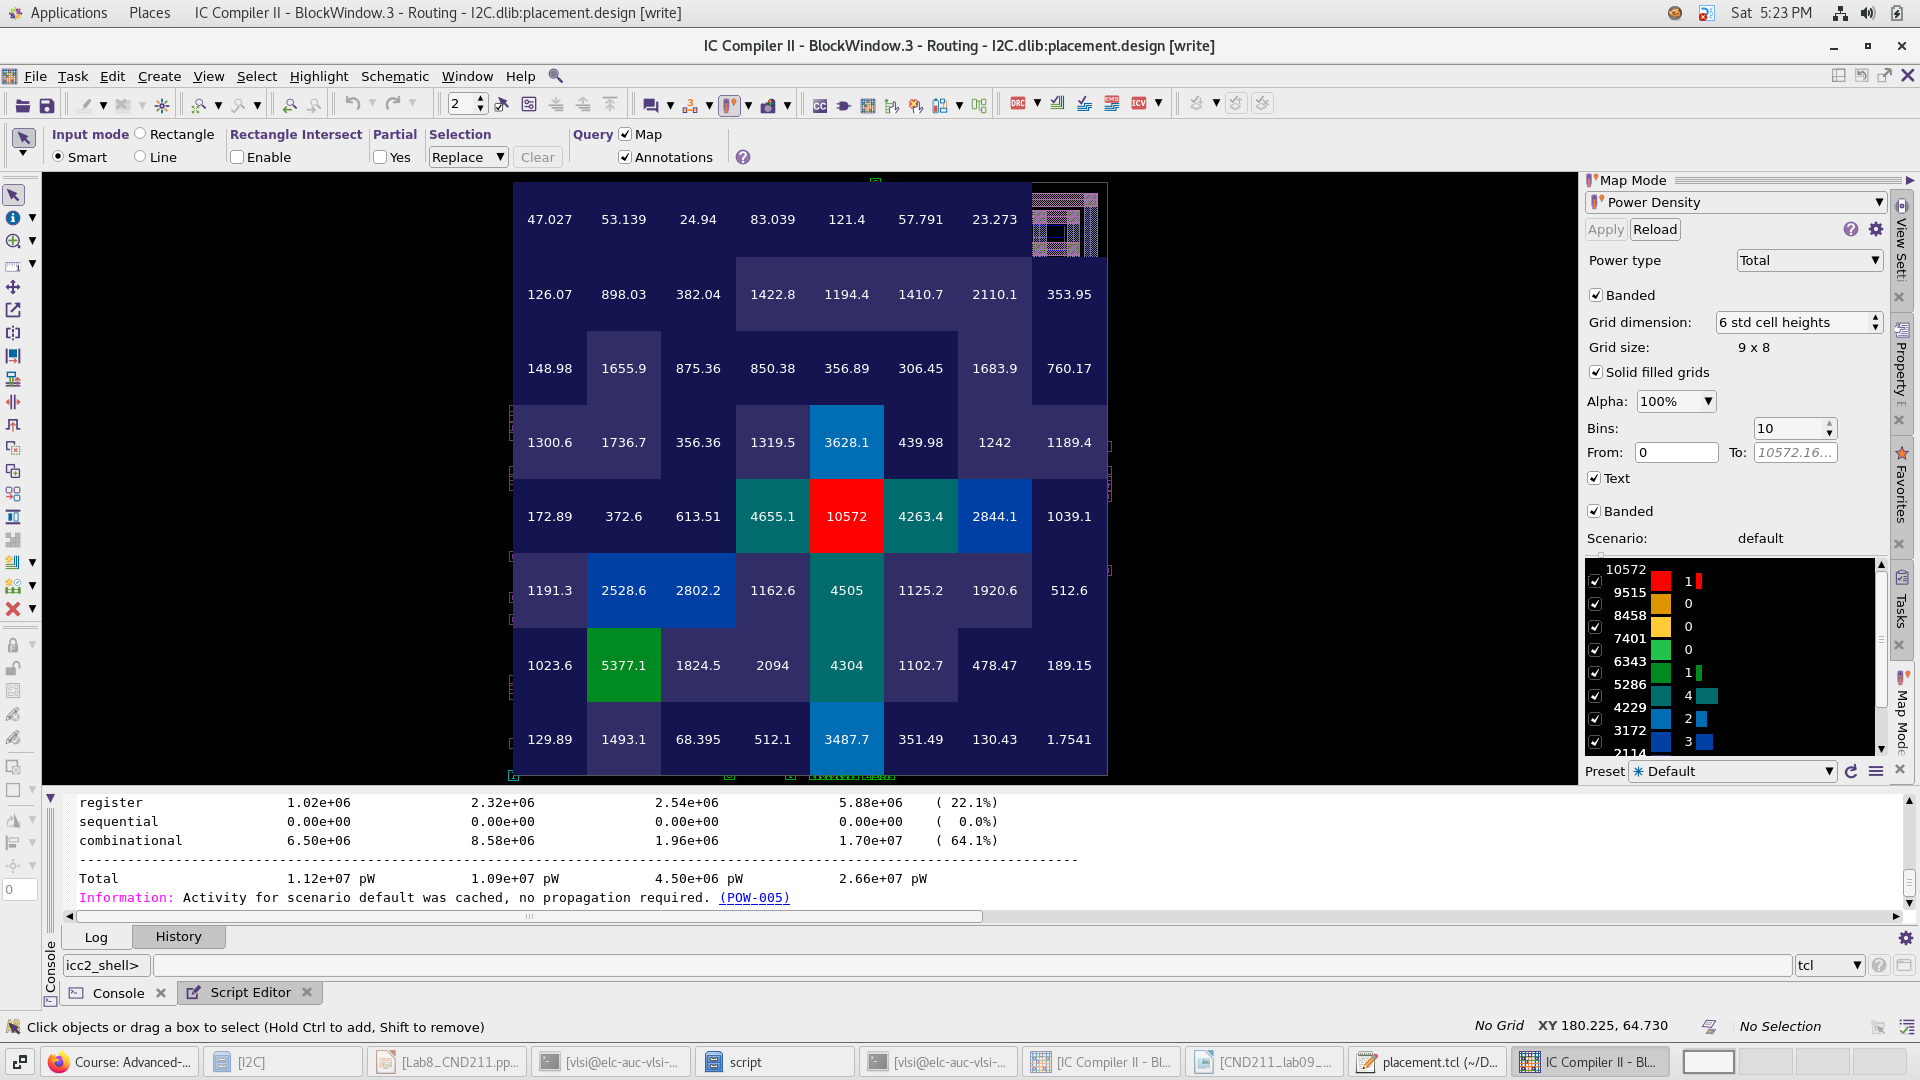 Applications Places IC Compiler II - BlockWindow.3 - Routing - I2C.dlib:placement.design [write] Sat 5:23 PM
IC Compiler II - BlockWindow.3 - Routing - I2C.dlib:placement.design [write]
File Task Edit Create View Select Highlight Schematic Window Help
2 DRC EMS ICV
Input mode Rectangle Rectangle Intersect Partial Selection Query Map
Smart Line Enable Yes Replace Clear Annotations
47.027 53.139 24.94 83.039 121.4 57.791 23.273
126.07 898.03 382.04 1422.8 1194.4 1410.7 2110.1 353.95
148.98 1655.9 875.36 850.38 356.89 306.45 1683.9 760.17
1300.6 1736.7 356.36 1319.5 3628.1 439.98 1242 1189.4
172.89 372.6 613.51 4655.1 10572 4263.4 2844.1 1039.1
1191.3 2528.6 2802.2 1162.6 4505 1125.2 1920.6 512.6
1023.6 5377.1 1824.5 2094 4304 1102.7 478.47 189.15
129.89 1493.1 68.395 512.1 3487.7 351.49 130.43 1.7541
Map Mode
Power Density
Apply Reload
Power type Total
Banded
Grid dimension: 6 std cell heights
Grid size: 9 x 8
Solid filled grids
Alpha: 100%
Bins: 10
From: 0 To: 10572.16...
Text
Banded
Scenario: default
10572
1
9515
0
8458
0
7401
0
6343
1
5286
4
4229
2
3172
3
2114
Preset Default
View Setti
Property E
Favorites
Tasks
Map Mode
register 1.02e+06 2.32e+06 2.54e+06 5.88e+06 ( 22.1%)
sequential 0.00e+00 0.00e+00 0.00e+00 0.00e+00 ( 0.0%)
combinational 6.50e+06 8.58e+06 1.96e+06 1.70e+07 ( 64.1%)
Total 1.12e+07 pW 1.09e+07 pW 4.50e+06 pW 2.66e+07 pW
Information: Activity for scenario default was cached, no propagation required. (POW-005)
0
Console
Log History
icc2_shell> tcl
Console Script Editor
Click objects or drag a box to select (Hold Ctrl to add, Shift to remove) No Grid XY 180.225, 64.730 No Selection
Course: Advanced-... [I2C] [Lab8_CND211.pp... [vlsi@elc-auc-vlsi-... script [vlsi@elc-auc-vlsi-... [IC Compiler II - Bl... [CND211_lab09_... placement.tcl (~/D... IC Compiler II - Bl...